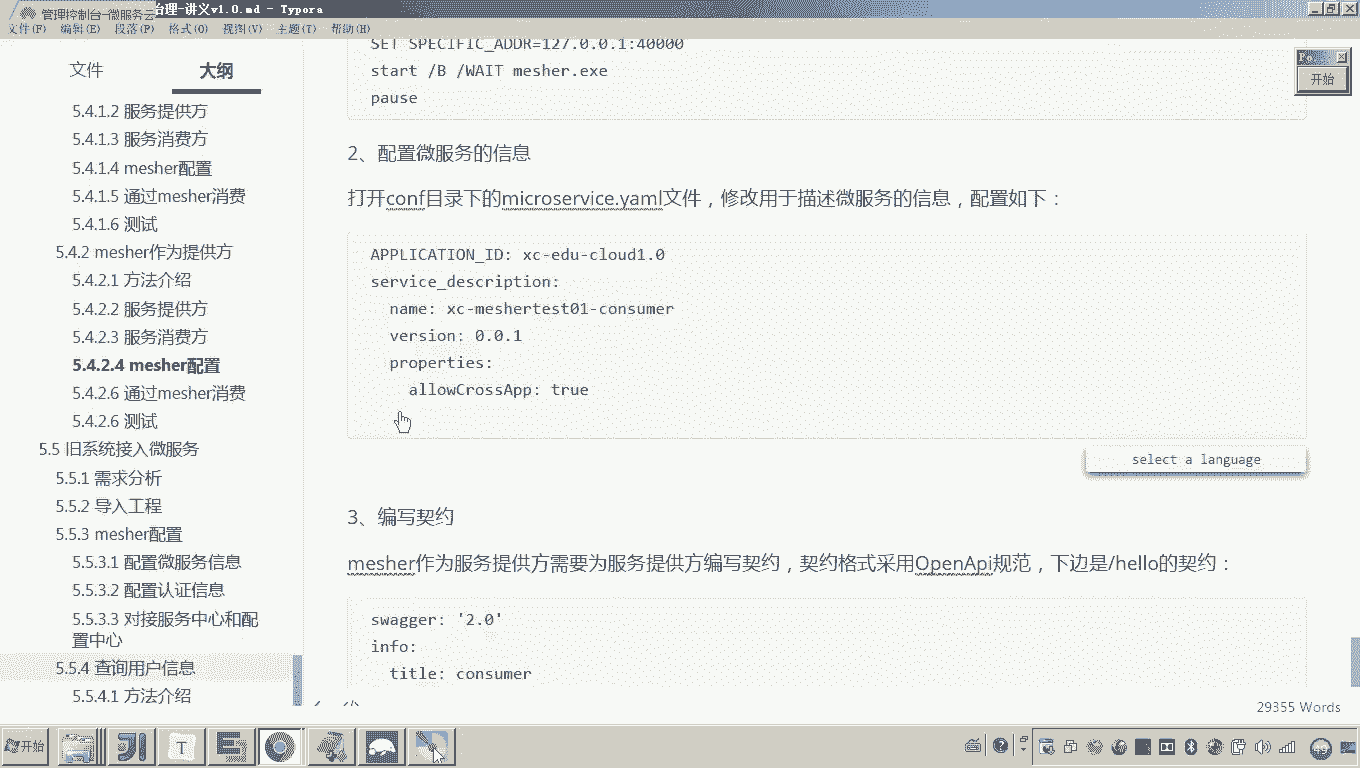 管理控制台-微服务云
台理-讲义v1.0.md - Typora
文件(F) 编辑(E) 段落(P) 格式(O) 视图(V) 主题(T) 帮助(H)
文件 大纲
5.4.1.2 服务提供方
5.4.1.3 服务消费方
5.4.1.4 mesher配置
5.4.1.5 通过mesher消费
5.4.1.6 测试
5.4.2 mesher作为提供方
5.4.2.1 方法介绍
5.4.2.2 服务提供方
5.4.2.3 服务消费方
5.4.2.4 mesher配置
5.4.2.6 通过mesher消费
5.4.2.6 测试
5.5 旧系统接入微服务
5.5.1 需求分析
5.5.2 导入工程
5.5.3 mesher配置
5.5.3.1 配置微服务信息
5.5.3.2 配置认证信息
5.5.3.3 对接服务中心和配
置中心
5.5.4 查询用户信息
5.5.4.1 方法介绍
SET SPECIFIC_ADDR=127.0.0.1:40000
start /B /WAIT mesher.exe
pause
2、配置微服务的信息
打开conf目录下的microservice.yaml文件，修改用于描述微服务的信息，配置如下：
APPLICATION_ID: xc-edu-cloud1.0
service_description:
name: xc-meshertest01-consumer
version: 0.0.1
properties:
allowCrossApp: true
select a language
3、编写契约
mesher作为服务提供方需要为服务提供方编写契约，契约格式采用OpenApi规范，下边是/hello的契约：
swagger: '2.0'
info:
title: consumer
29355 Words
开始
开始